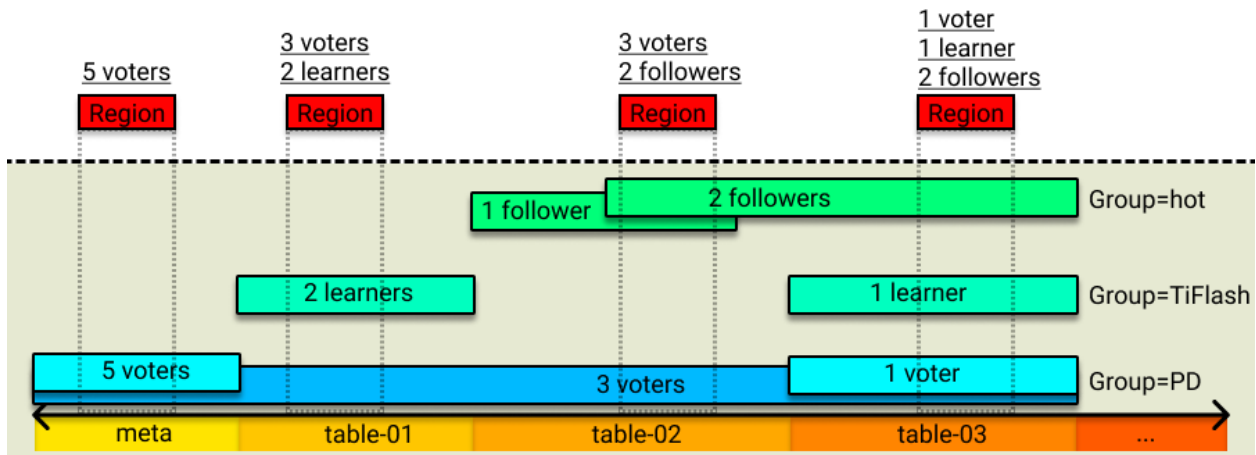 5 voters
3 voters
2 learners
3 voters
2 followers
1 voter
1 learner
2 followers
Region
Region
Region
Region
1 follower
2 followers
Group=hot
2 learners
1 learner
Group=TiFlash
5 voters
3 voters
1 voter
Group=PD
meta
table-01
table-02
table-03
...